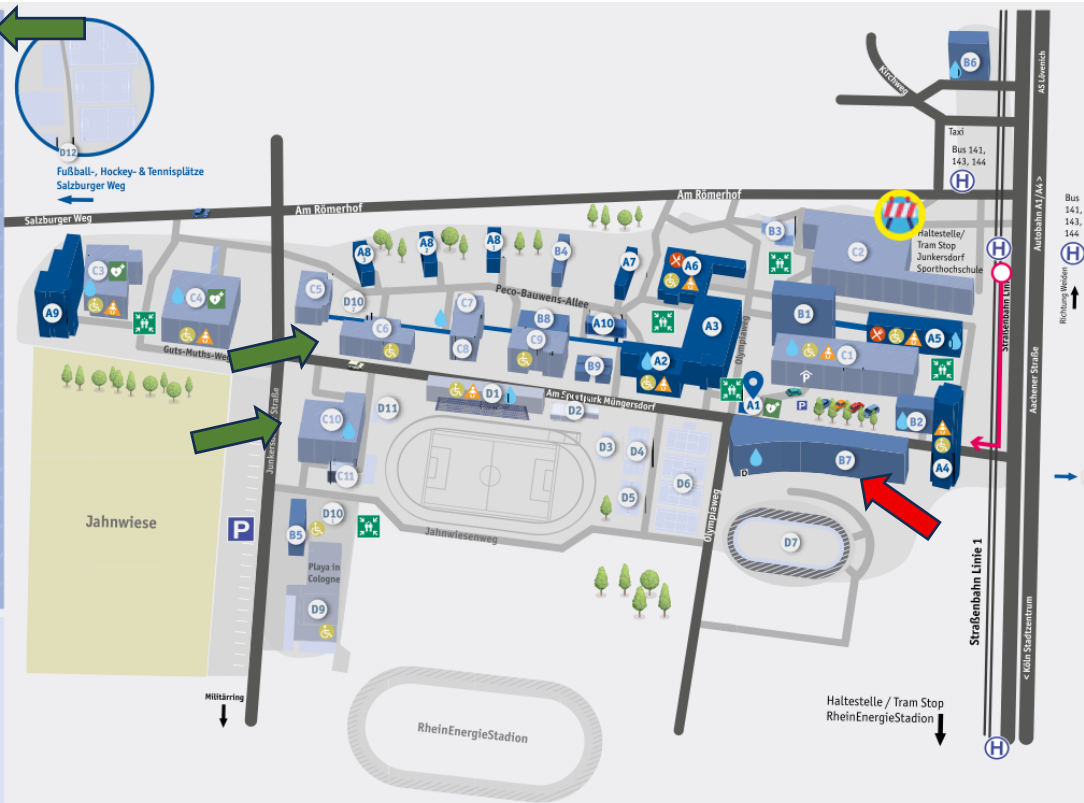 B6
Kirchweg
AS Lövenich
Taxi
Bus 141,
143, 144
H
D12
Fußball-, Hockey- & Tennisplätze
Salzburger Weg
Am Römerhof
Am Römerhof
Salzburger Weg
Autobahn A1/A4 >
Bus
141,
143,
144
H
Richtung Weiden
Haltestelle/
Tram Stop
Junkersdorf
Sporthochschule
H
A9
C3
C4
C5
D10
A8
3
A8
2
A8
1
B4
A7
A6
B3
C2
Peco-Bauwens-Allee
C6
C7
C8
B8
C9
A10
B9
A2
A3
Olympiaweg
B1
A5
C1
P
Guts-Muths-Weg
Am Sportpark Müngersdorf
D1
D2
A1
P
B2
A4
B7
Aachener Straße
C10
D11
C11
D3
D4
D5
D6
D7
Olympiaweg
Jahnwiese
P
B5
D10
1
Jahnwiesenweg
Playa in
Cologne
D9
Straßenbahn Linie 1
< Köln Stadtzentrum
Militärring
RheinEnergieStadion
Haltestelle / Tram Stop
RheinEnergieStadion
H